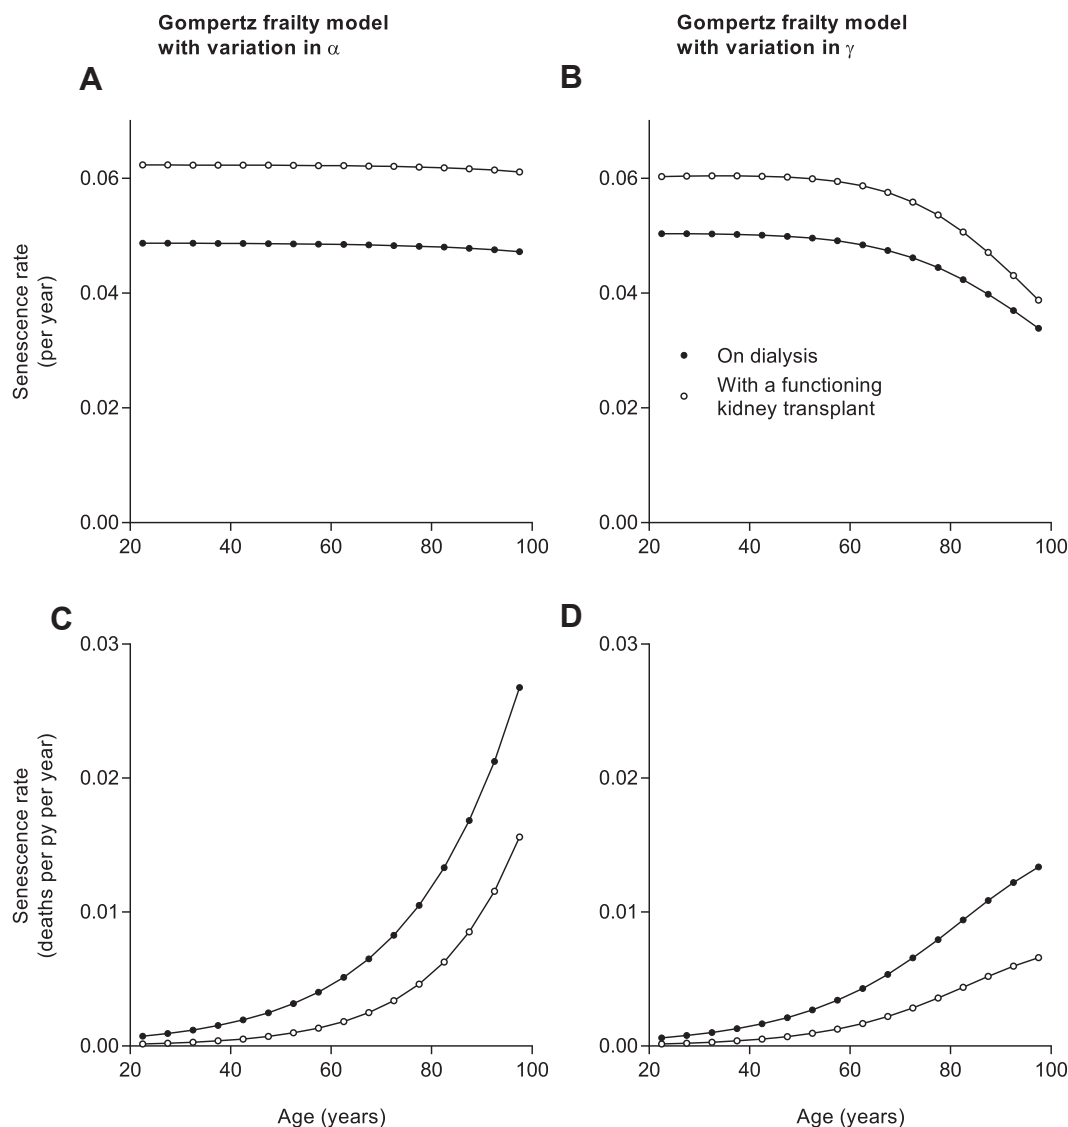 Gompertz frailty model
with variation in α
Gompertz frailty model
with variation in γ
A
B
0.06
0.04
0.02
0.00
20
40
60
80
100
Senescence rate
(per year)
0.06
0.04
0.02
0.00
20
40
60
80
100
On dialysis
With a functioning
kidney transplant
C
D
0.03
0.02
0.01
0.00
20
40
60
80
100
Senescence rate
(deaths per py per year)
Age (years)
0.03
0.02
0.01
0.00
20
40
60
80
100
Age (years)